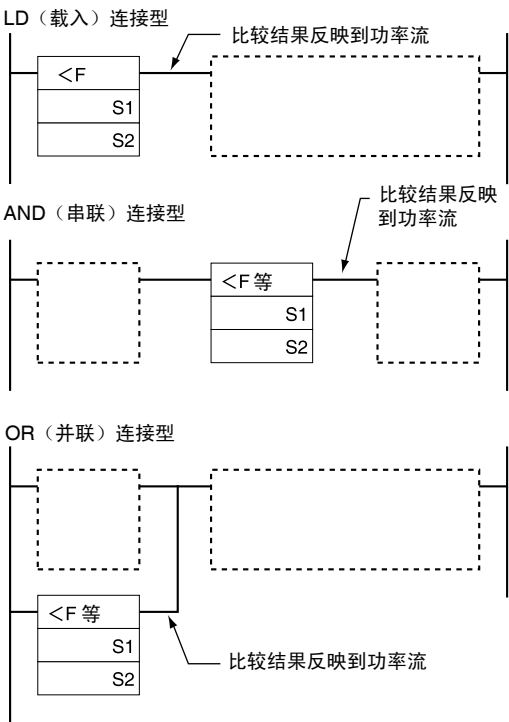 LD（载入）连接型
比较结果反映到功率流
＜F
S1
S2
AND（串联）连接型
比较结果反映
到功率流
＜F 等
S1
S2
OR（并联）连接型
＜F 等
S1
S2
比较结果反映到功率流